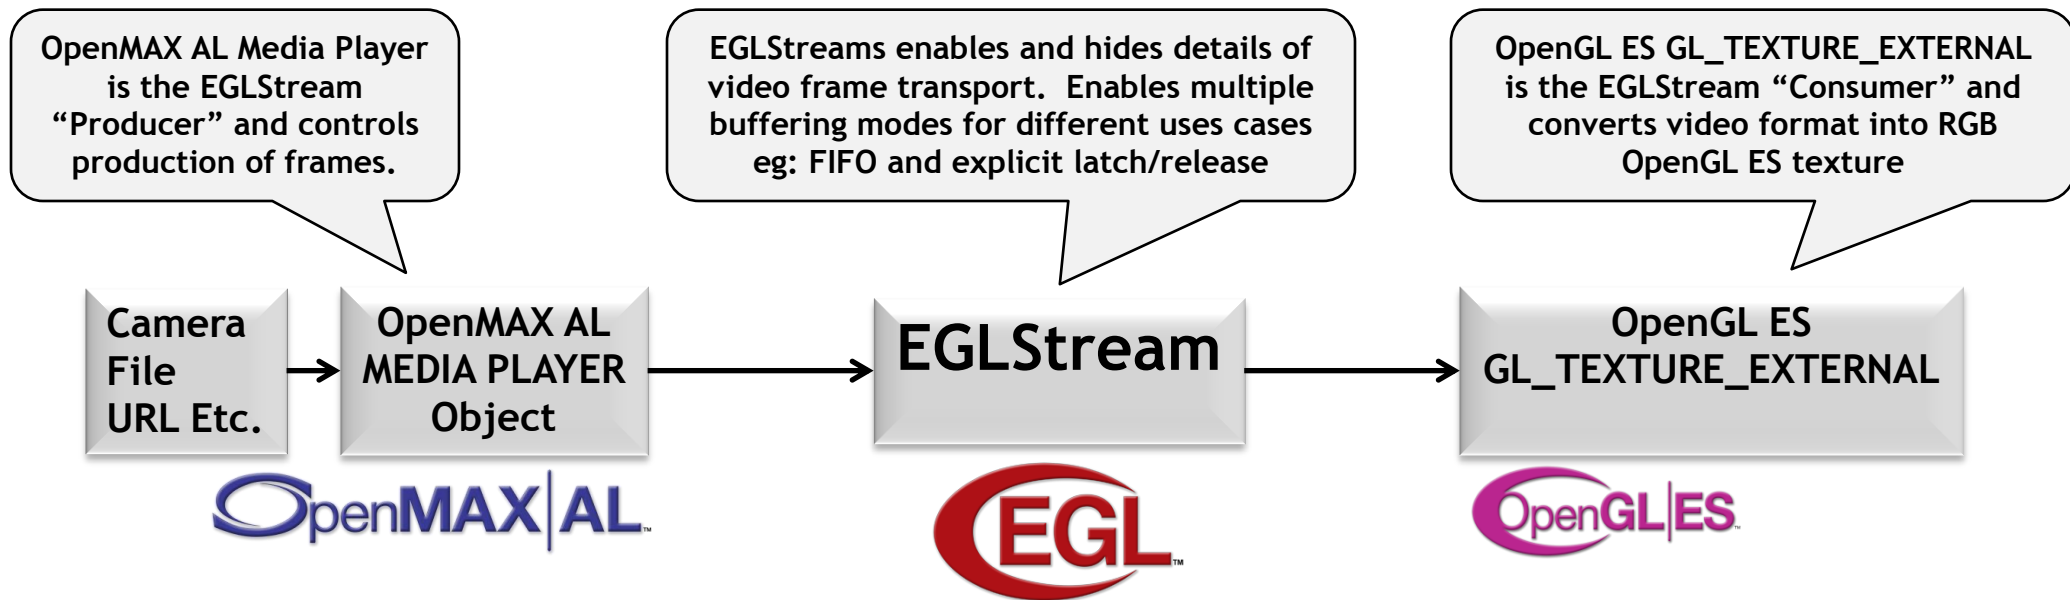 OpenMAX AL Media Player
is the EGLStream
“Producer” and controls
production of frames.
EGLStreams enables and hides details of
video frame transport.  Enables multiple
buffering modes for different uses cases
eg: FIFO and explicit latch/release
OpenGL ES GL_TEXTURE_EXTERNAL
is the EGLStream “Consumer” and
converts video format into RGB
OpenGL ES texture
Camera
File
URL Etc.
OpenMAX AL
MEDIA PLAYER
Object
EGLStream
OpenGL ES
GL_TEXTURE_EXTERNAL
OpenMAX|AL™
EGL™
OpenGL|ES™